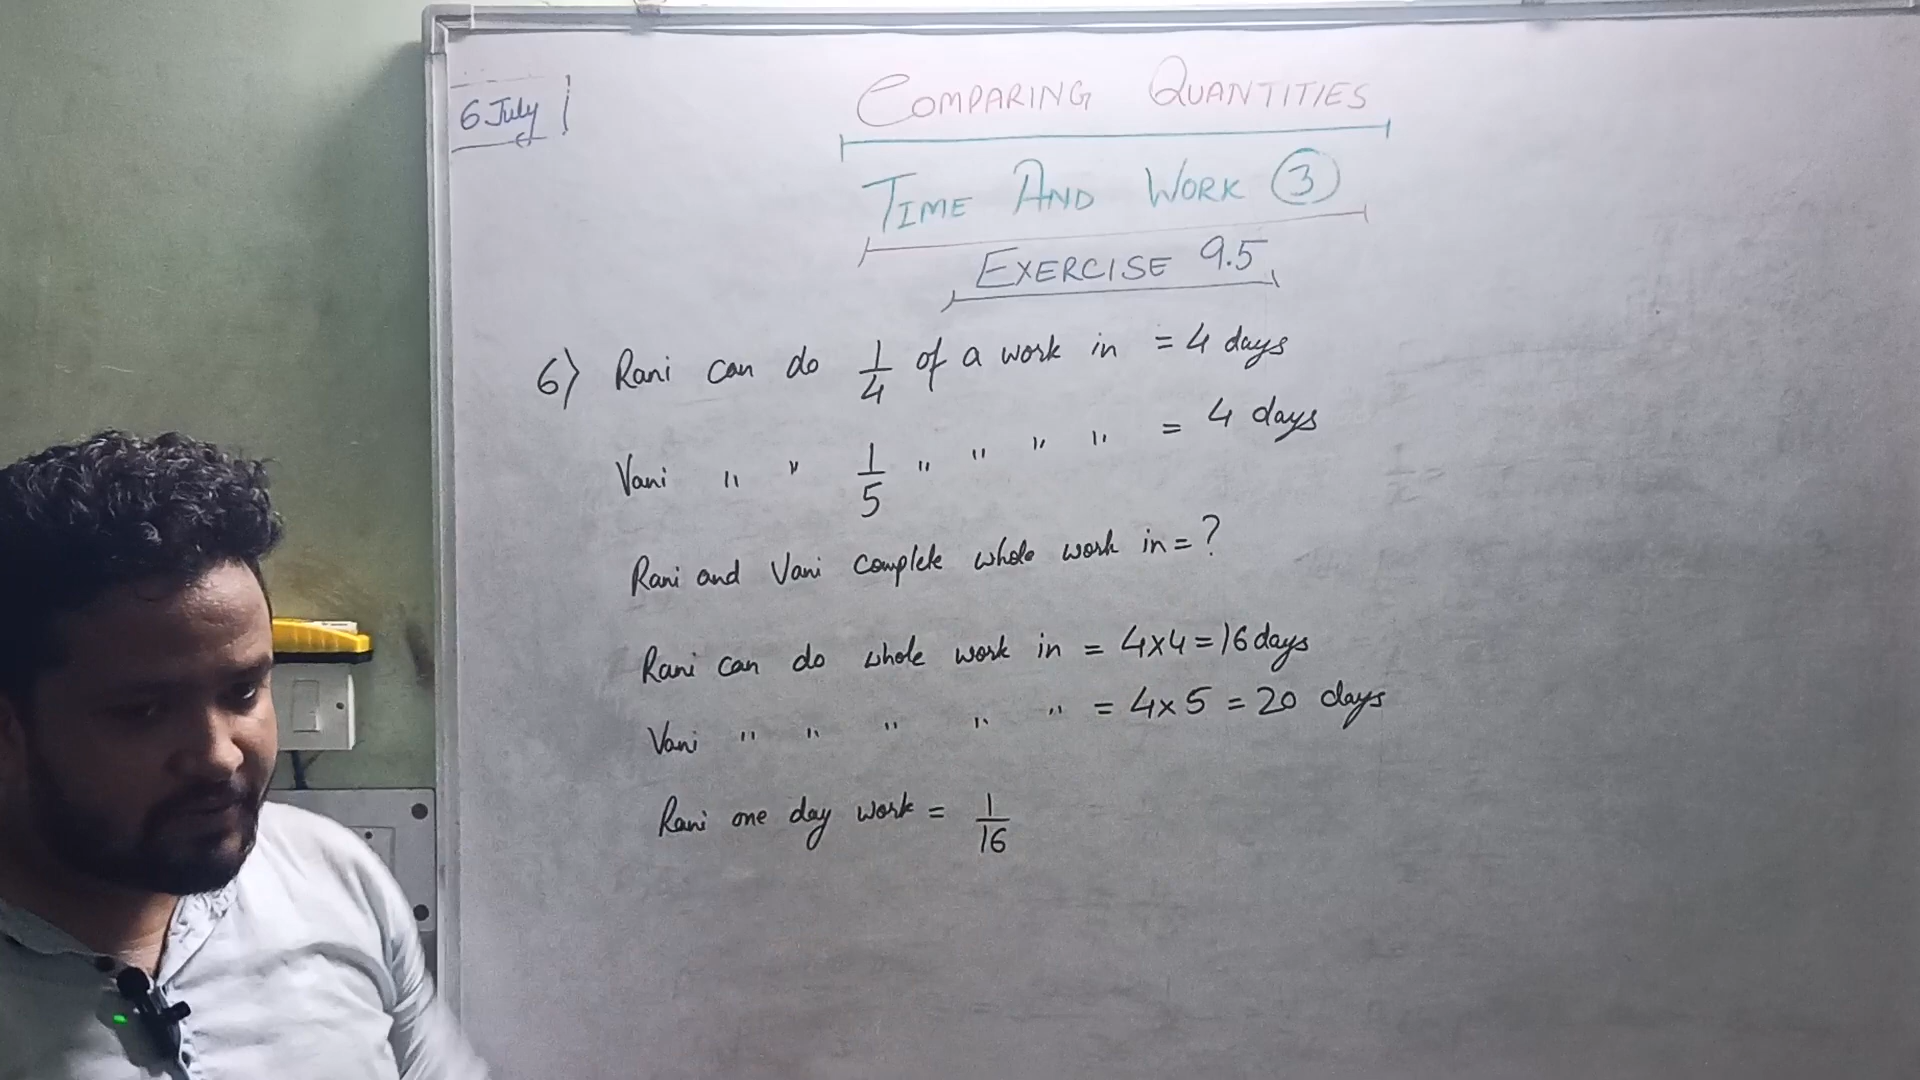 6 July
COMPARING QUANTITIES
TIME AND WORK 3
EXERCISE 9.5
6) Rani can do 1/4 of a work in = 4 days
Vani " " 1/5 " " " " = 4 days
Rani and Vani complete whole work in = ?
Rani can do whole work in = 4x4 = 16 days
Vani " " " " " = 4x5 = 20 days
Rani one day work = 1/16